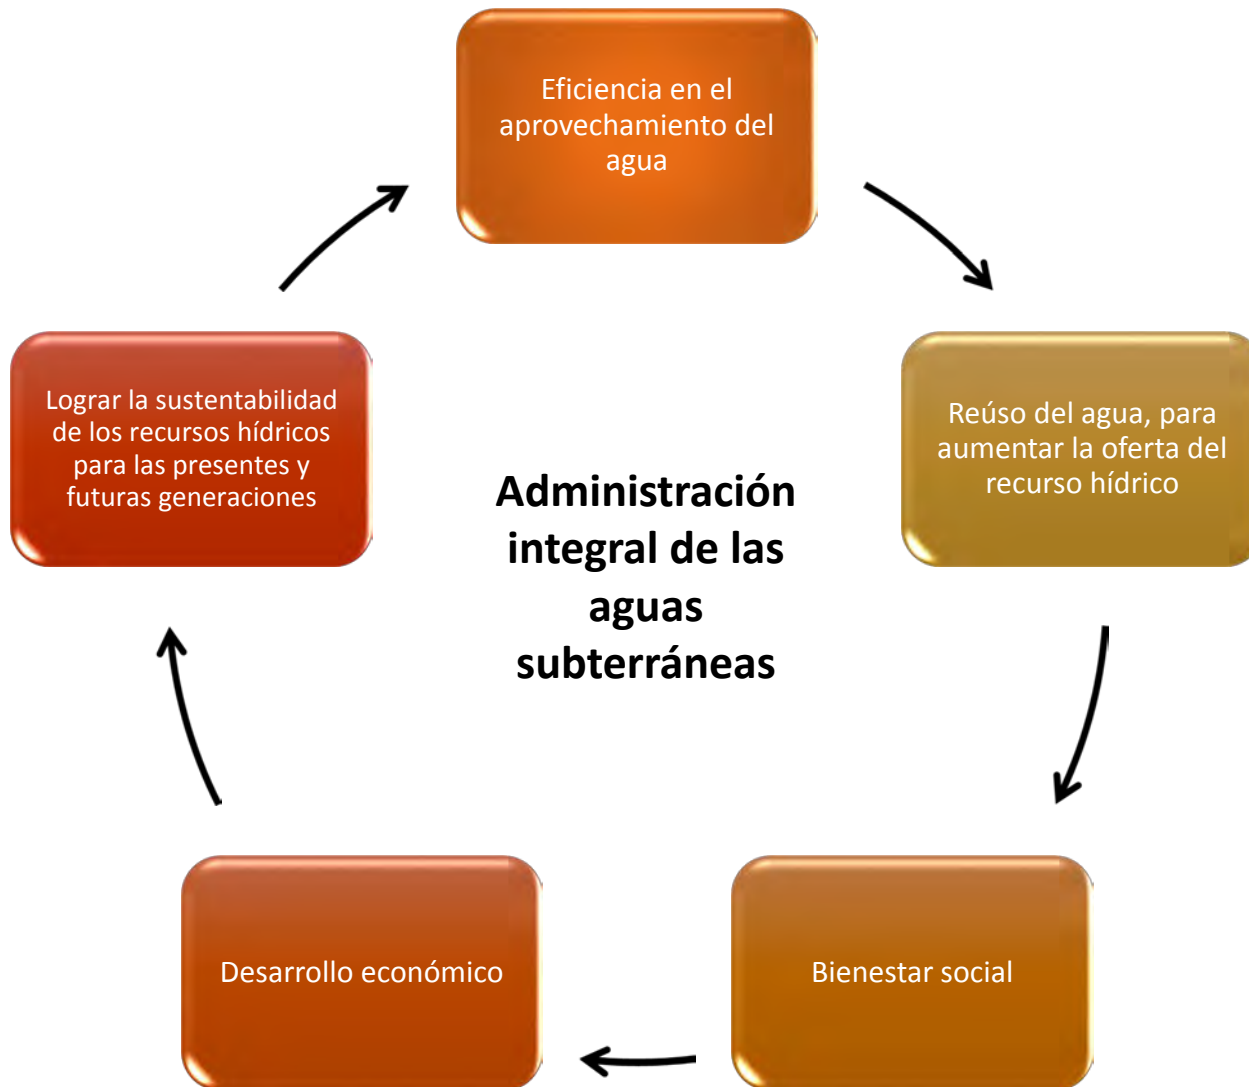 Eficiencia en el
aprovechamiento del
agua
Reúso del agua, para
aumentar la oferta del
recurso hídrico
Bienestar social
Desarrollo económico
Lograr la sustentabilidad
de los recursos hídricos
para las presentes y
futuras generaciones
Administración
integral de las
aguas
subterráneas